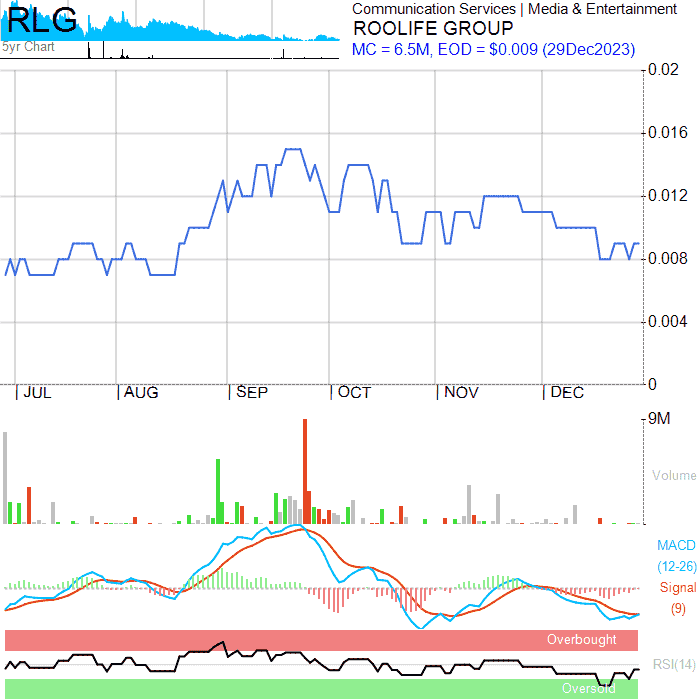 RLG
5yr Chart
Communication Services | Media & Entertainment
ROOLIFE GROUP
MC = 6.5M, EOD = $0.009 (29Dec2023)
0.02
0.016
0.012
0.008
0.004
0
|JUL |AUG |SEP |OCT |NOV |DEC
9M
Volume
MACD
(12-26)
Signal
(9)
Overbought
RSI(14)
Oversold